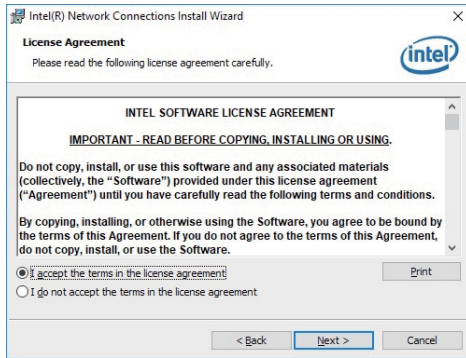 Intel(R) Network Connections Install Wizard
License Agreement
Please read the following license agreement carefully.
intel
INTEL SOFTWARE LICENSE AGREEMENT
IMPORTANT - READ BEFORE COPYING, INSTALLING OR USING.
Do not copy, install, or use this software and any associated materials
(collectively, the “Software”) provided under this license agreement
(“Agreement”) until you have carefully read the following terms and conditions.
By copying, installing, or otherwise using the Software, you agree to be bound by
the terms of this Agreement. If you do not agree to the terms of this Agreement,
do not copy, install, or use the Software.
I accept the terms in the license agreement
Print
I do not accept the terms in the license agreement
< Back
Next >
Cancel